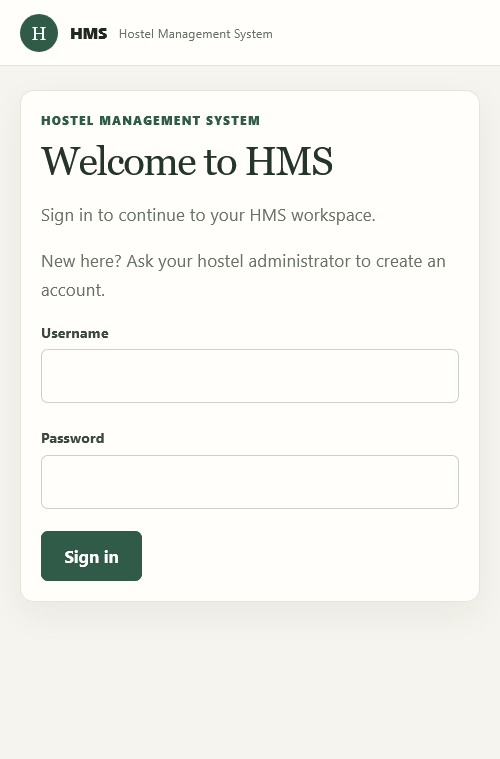 H HMS Hostel Management System
HOSTEL MANAGEMENT SYSTEM
Welcome to HMS
Sign in to continue to your HMS workspace.
New here? Ask your hostel administrator to create an
account.
Username
Password
Sign in